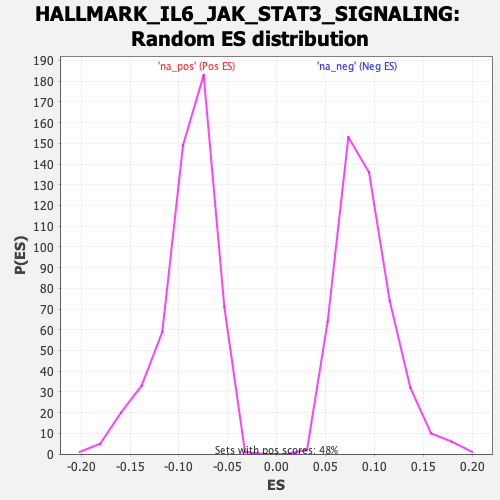 HALLMARK_IL6_JAK_STAT3_SIGNALING:
Random ES distribution
'na_pos' (Pos ES)
'na_neg' (Neg ES)
190
180
170
160
150
140
130
120
110
100
90
80
70
60
50
40
30
20
10
0
P(ES)
Sets with pos scores: 48%
-0.20 -0.15 -0.10 -0.05 0.00 0.05 0.10 0.15 0.20
ES